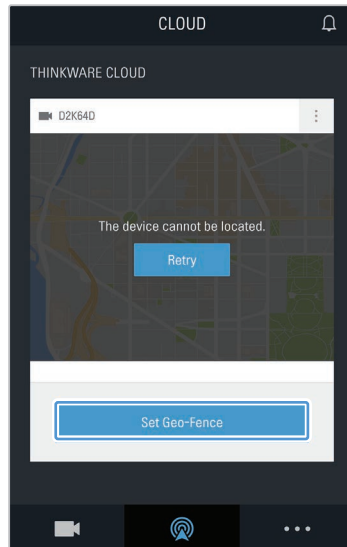 CLOUD
THINKWARE CLOUD
D2K64D
The device cannot be located.
Retry
Set Geo-Fence